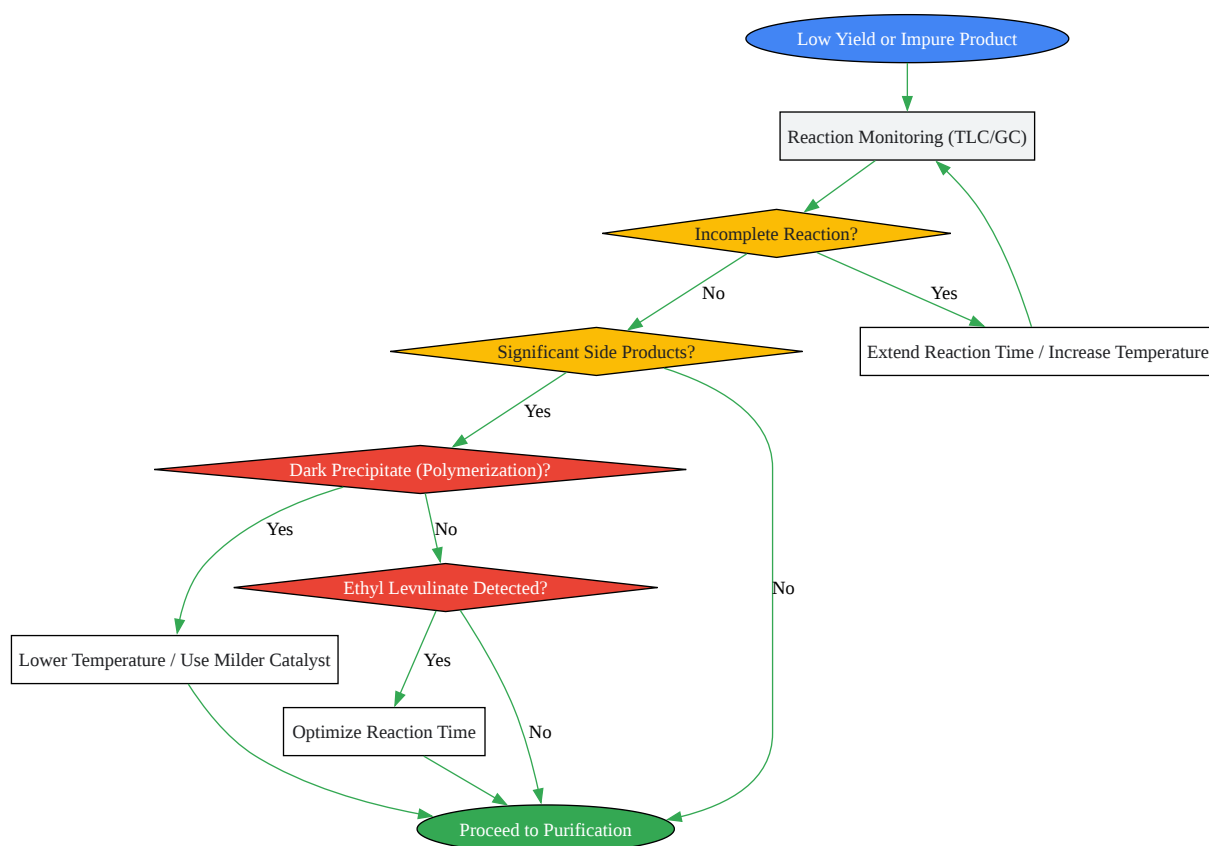 Low Yield or Impure Product
Reaction Monitoring (TLC/GC)
Incomplete Reaction?
No
Yes
Significant Side Products?
Extend Reaction Time / Increase Temperature
Yes
Dark Precipitate (Polymerization)?
Yes
No
Ethyl Levulinate Detected?
No
Lower Temperature / Use Milder Catalyst
Yes
Optimize Reaction Time
No
Proceed to Purification